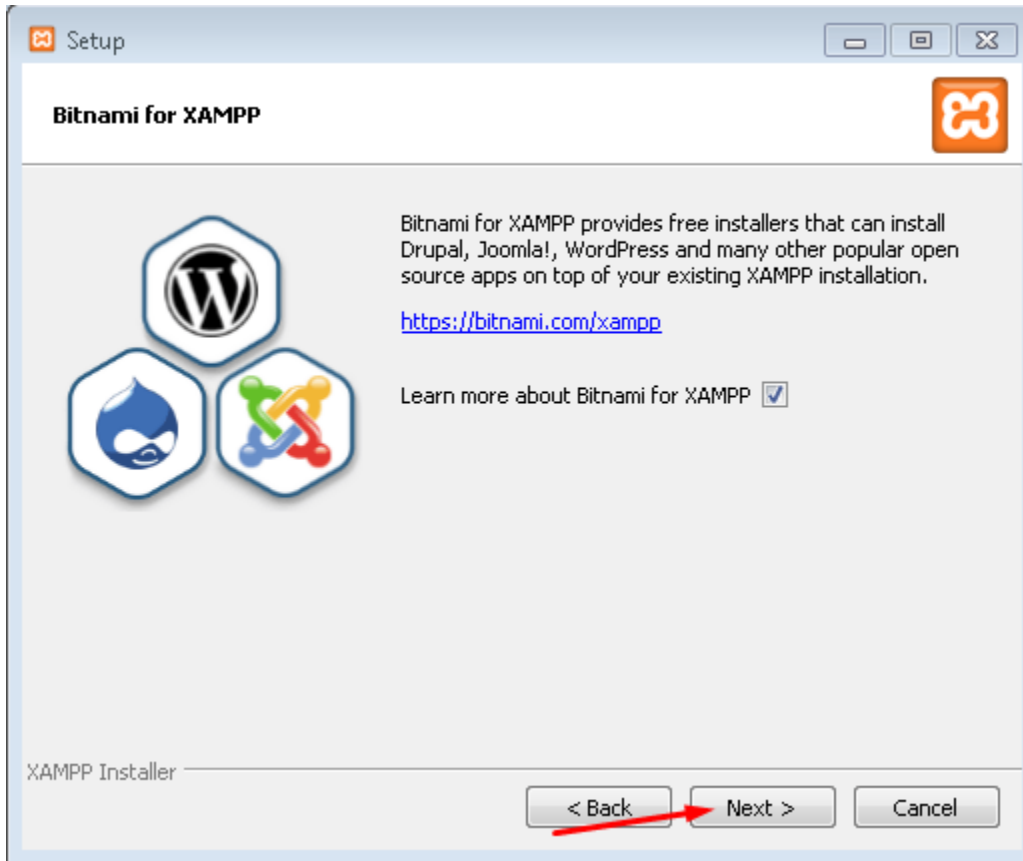 Setup
Bitnami for XAMPP
Bitnami for XAMPP provides free installers that can install
Drupal, Joomla!, WordPress and many other popular open
source apps on top of your existing XAMPP installation.
https://bitnami.com/xampp
Learn more about Bitnami for XAMPP
XAMPP Installer
< Back
Next >
Cancel